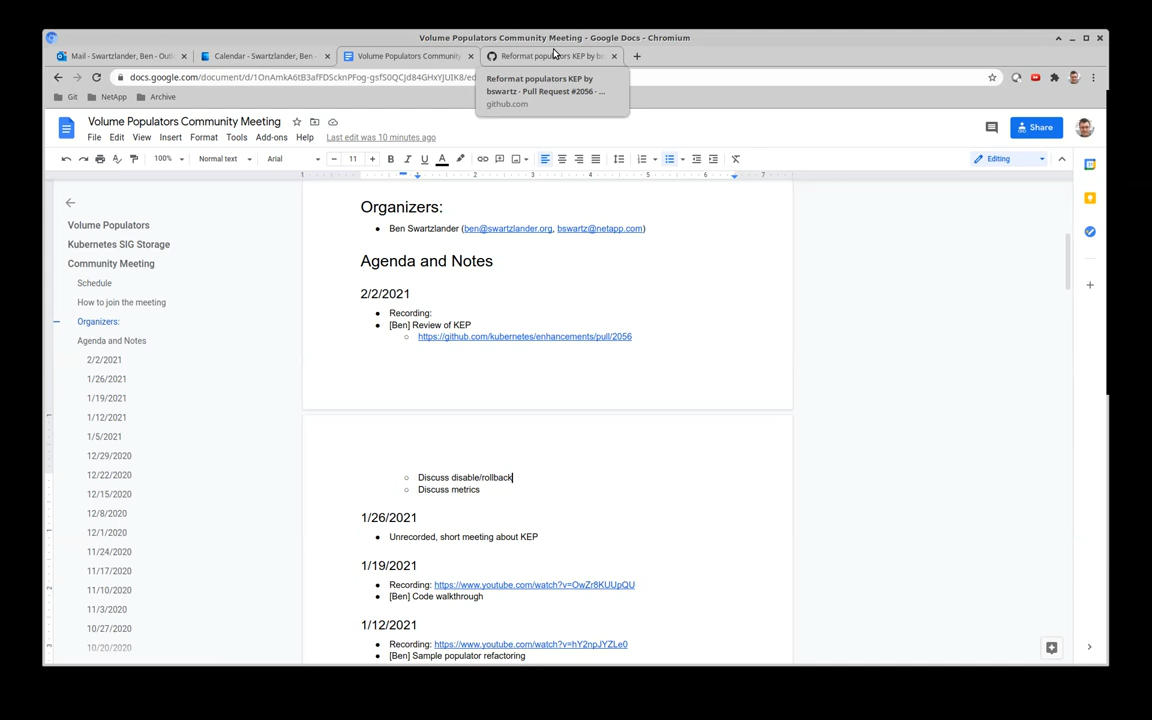 Volume Populators Community Meeting - Google Docs - Chromium
Mail - Swartzlander, Ben - Outl
Calendar - Swartzlander, Ben -
Volume Populators Community
Reformat populators KEP by bs
Reformat populators KEP by
bswartz · Pull Request #2056 · ...
github.com
Git
NetApp
Archive
Volume Populators Community Meeting
File Edit View Insert Format Tools Add-ons Help Last edit was 10 minutes ago
Share
100% Normal text Arial 11 Editing
1 1 2 3 4 5 6 7
Volume Populators
Kubernetes SIG Storage
Community Meeting
Schedule
How to join the meeting
Organizers:
Agenda and Notes
2/2/2021
1/26/2021
1/19/2021
1/12/2021
1/5/2021
12/29/2020
12/22/2020
12/15/2020
12/8/2020
12/1/2020
11/24/2020
11/17/2020
11/10/2020
11/3/2020
10/27/2020
10/20/2020
Organizers:
Ben Swartzlander (ben@swartzlander.org, bswartz@netapp.com)
Agenda and Notes
2/2/2021
Recording:
[Ben] Review of KEP
https://github.com/kubernetes/enhancements/pull/2056
Discuss disable/rollback
Discuss metrics
1/26/2021
Unrecorded, short meeting about KEP
1/19/2021
Recording: https://www.youtube.com/watch?v=OwZr8KUUpQU
[Ben] Code walkthrough
1/12/2021
Recording: https://www.youtube.com/watch?v=hY2npJYZLe0
[Ben] Sample populator refactoring